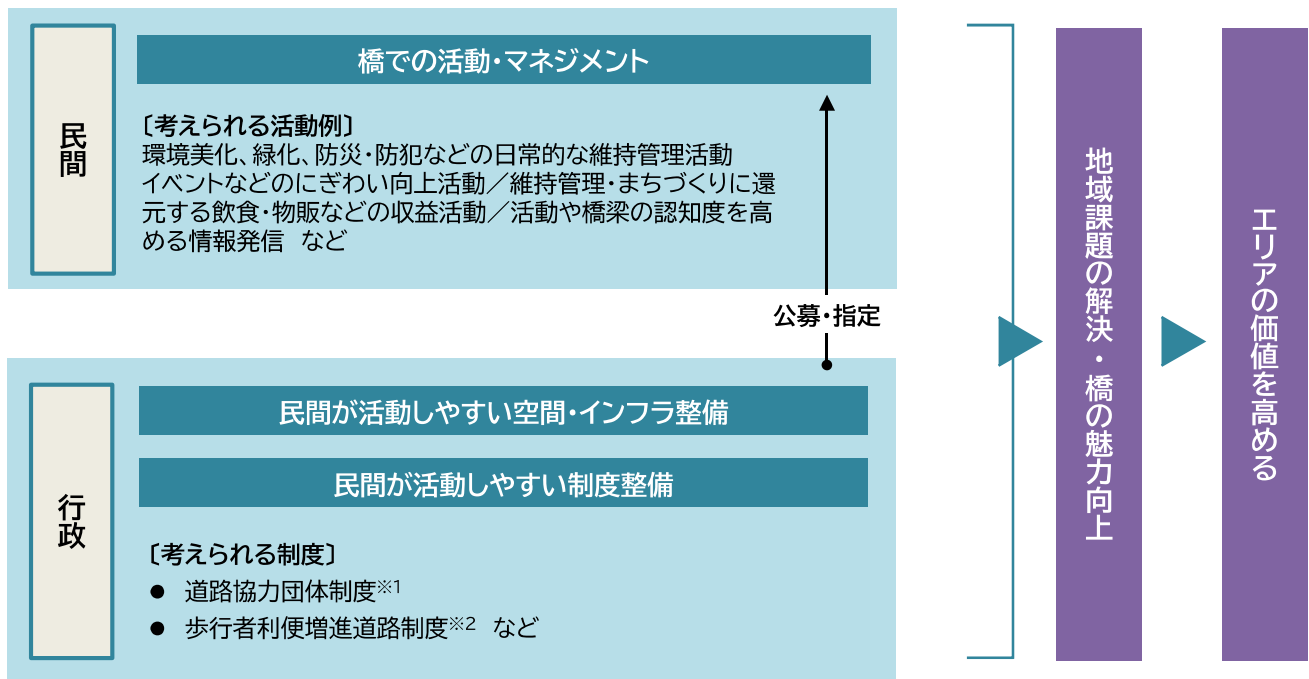 民間
橋での活動・マネジメント
〔考えられる活動例〕
環境美化、緑化、防災・防犯などの日常的な維持管理活動
イベントなどのにぎわい向上活動／維持管理・まちづくりに還
元する飲食・物販などの収益活動／活動や橋梁の認知度を高
める情報発信　など
公募・指定
行政
民間が活動しやすい空間・インフラ整備
民間が活動しやすい制度整備
〔考えられる制度〕
● 道路協力団体制度※1
● 歩行者利便増進道路制度※2　など
地域課題の解決・橋の魅力向上
エリアの価値を高める